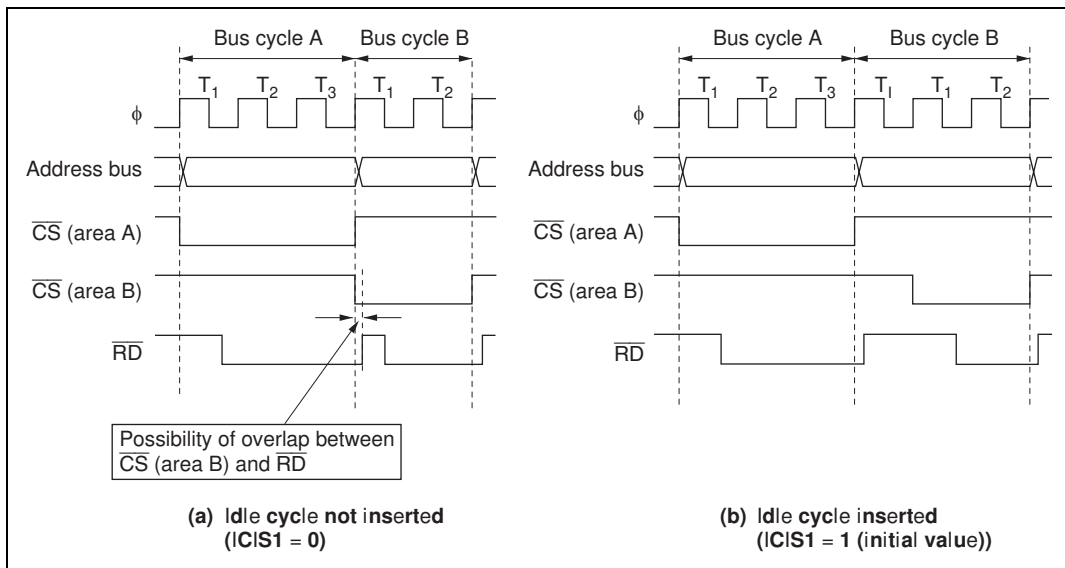 Bus cycle A
Bus cycle B
T1
T2
T3
T1
T2
ϕ
Address bus
CS (area A)
CS (area B)
RD
Possibility of overlap between
CS (area B) and RD
(a) Idle cycle not inserted
(ICIS1 = 0)
Bus cycle A
Bus cycle B
T1
T2
T3
TI
T1
T2
ϕ
Address bus
CS (area A)
CS (area B)
RD
(b) Idle cycle inserted
(ICIS1 = 1 (initial value))